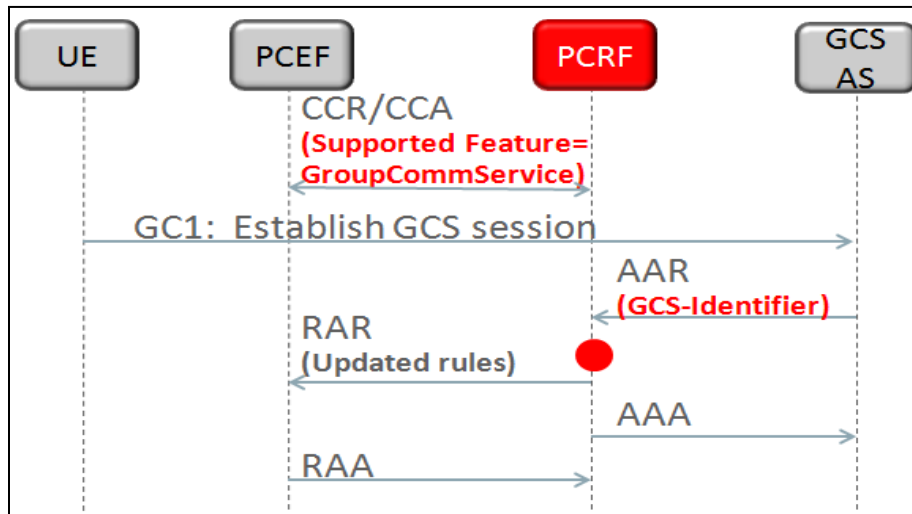 UE
PCEF
PCRF
GCS
AS
CCR/CCA
(Supported Feature=
GroupCommService)
GC1:  Establish GCS session
AAR
(GCS-Identifier)
RAR
(Updated rules)
AAA
RAA